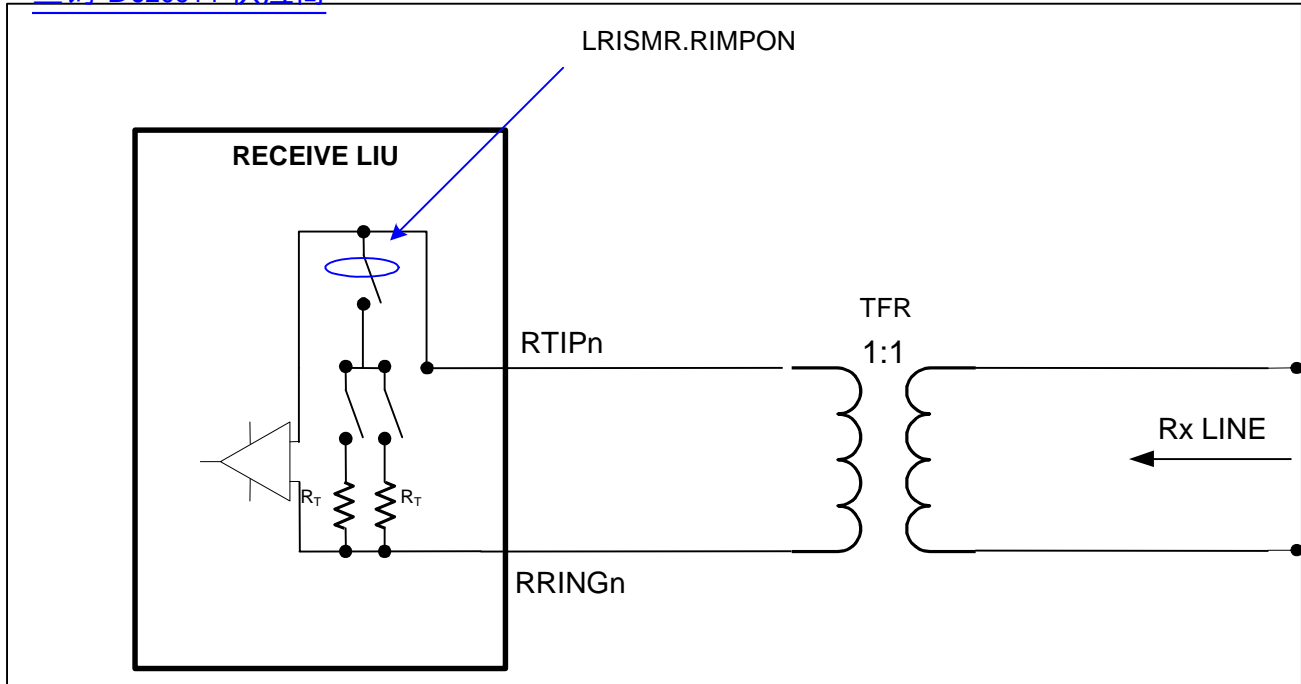 LRISMR.RIMPON
RECEIVE LIU
TFR
1:1
RTIPn
Rx LINE
RT
RT
RRINGn